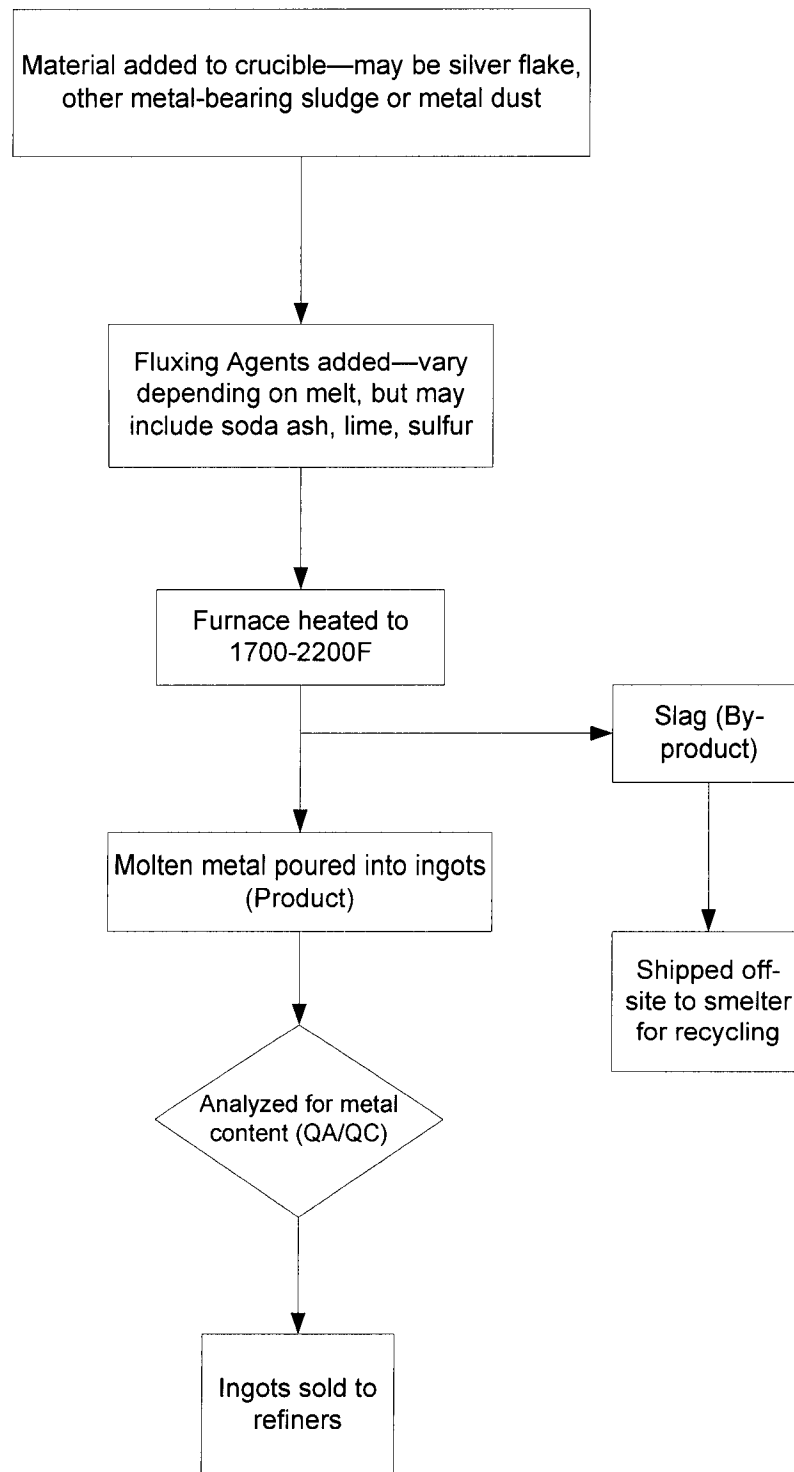 Material added to crucible—may be silver flake,
other metal-bearing sludge or metal dust
Fluxing Agents added—vary
depending on melt, but may
include soda ash, lime, sulfur
Furnace heated to
1700-2200F
Slag (By-
product)
Molten metal poured into ingots
(Product)
Shipped off-
site to smelter
for recycling
Analyzed for metal
content (QA/QC)
Ingots sold to
refiners